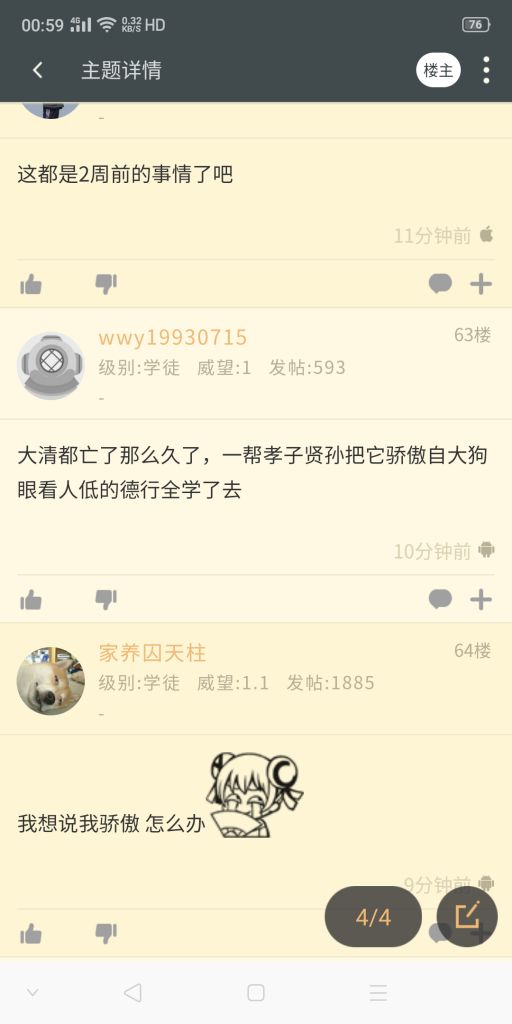 00:59 4G 0.32 KB/S HD 76
主题详情 楼主
-
这都是2周前的事情了吧
11分钟前
wwy19930715 63楼
级别:学徒 威望:1 发帖:593
-
大清都亡了那么久了，一帮孝子贤孙把它骄傲自大狗
眼看人低的德行全学了去
10分钟前
家养囚天柱 64楼
级别:学徒 威望:1.1 发帖:1885
-
我想说我骄傲 怎么办
9分钟前
4/4